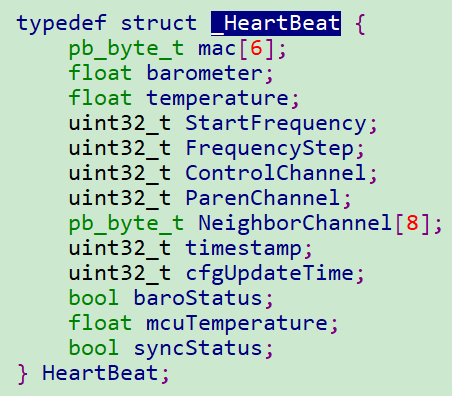 typedef struct _HeartBeat {
    pb_byte_t mac[6];
    float barometer;
    float temperature;
    uint32_t StartFrequency;
    uint32_t FrequencyStep;
    uint32_t ControlChannel;
    uint32_t ParenChannel;
    pb_byte_t NeighborChannel[8];
    uint32_t timestamp;
    uint32_t cfgUpdateTime;
    bool baroStatus;
    float mcuTemperature;
    bool syncStatus;
} HeartBeat;